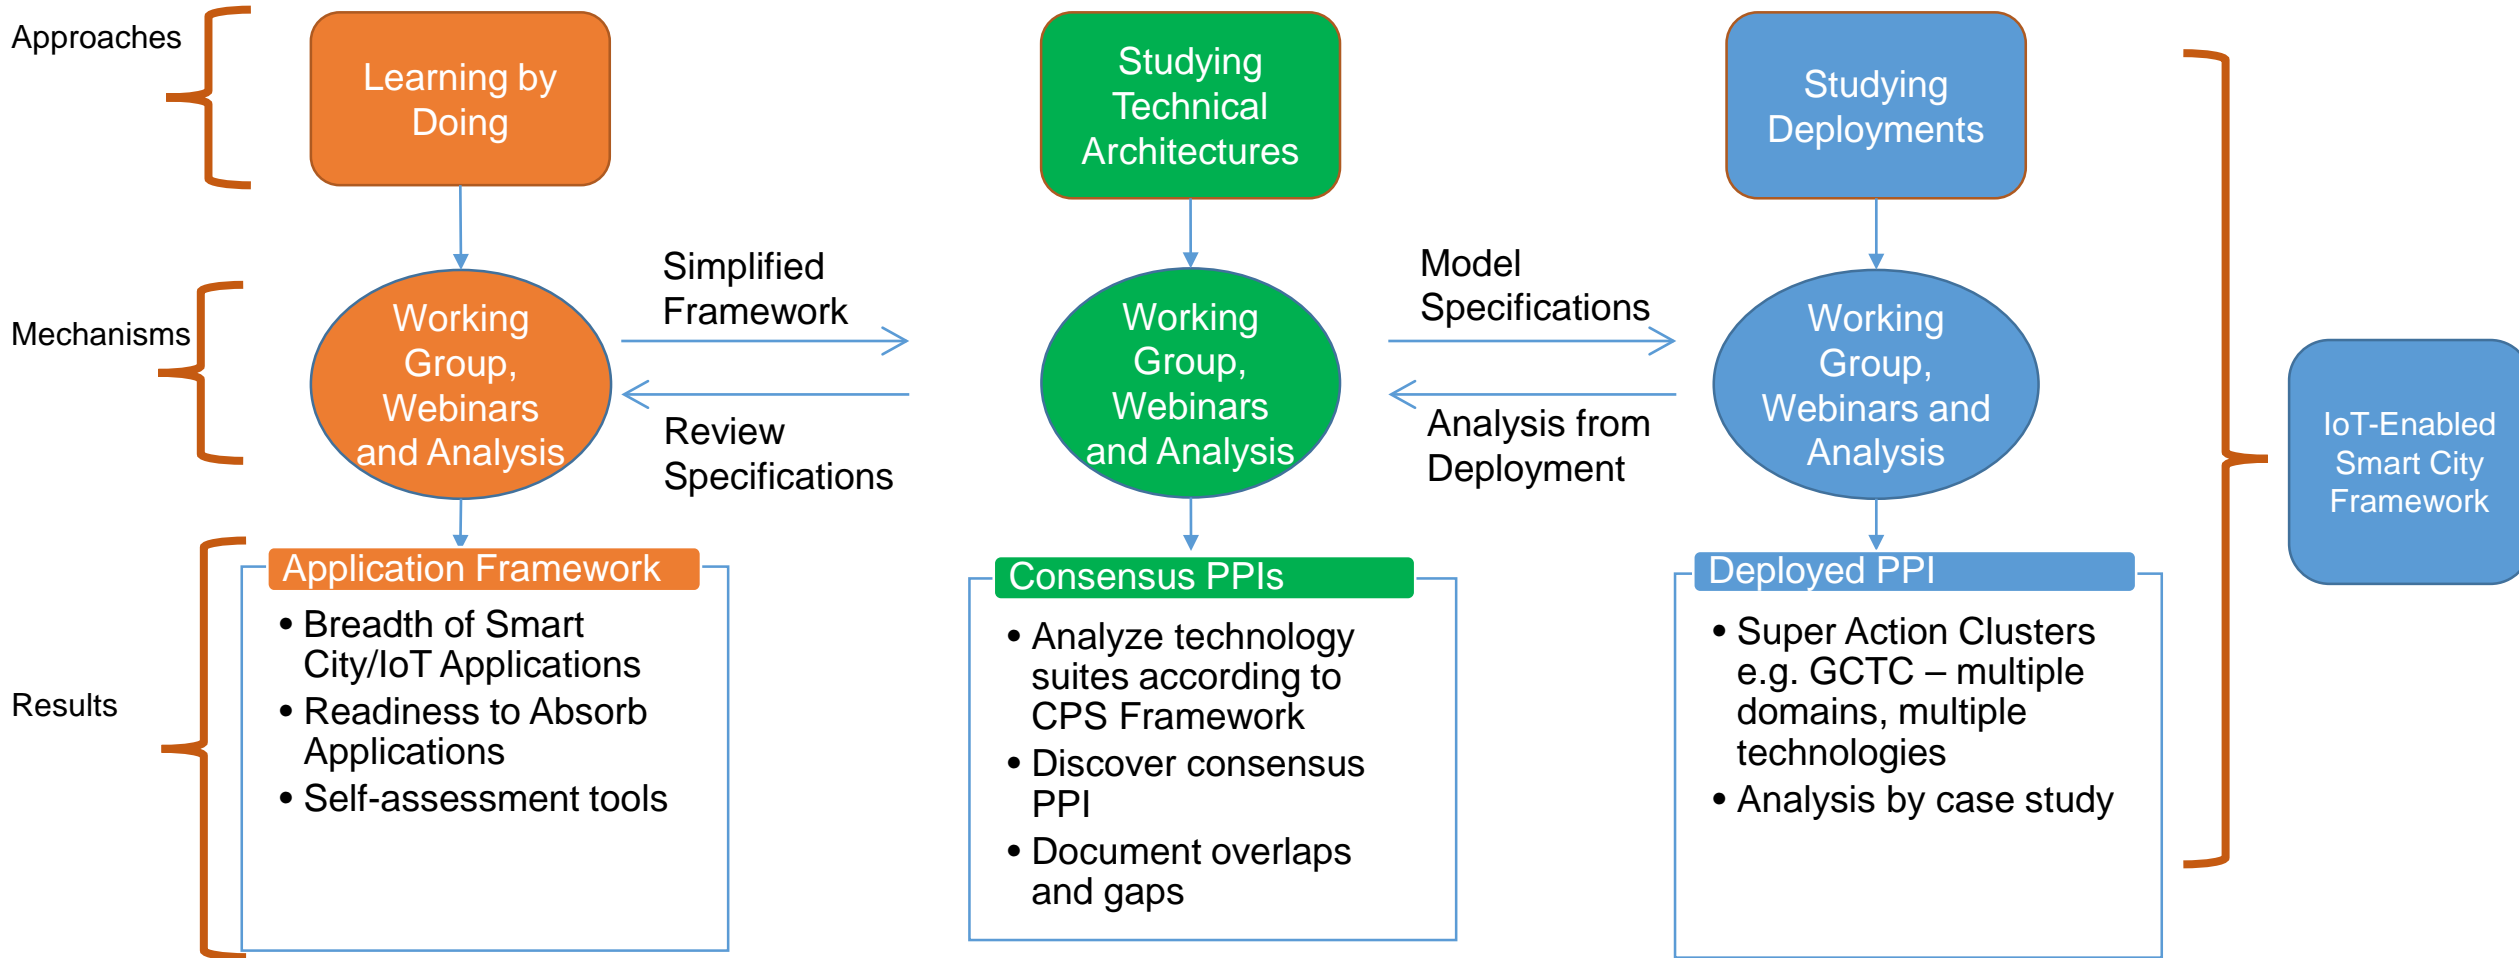 Approaches
Learning by
Doing
Studying
Technical
Architectures
Studying
Deployments
Mechanisms
Working
Group,
Webinars
and Analysis
Simplified
Framework
Review
Specifications
Working
Group,
Webinars
and Analysis
Model
Specifications
Analysis from
Deployment
Working
Group,
Webinars and
Analysis
IoT-Enabled
Smart City
Framework
Results
Application Framework
• Breadth of Smart
City/IoT Applications
• Readiness to Absorb
Applications
• Self-assessment tools
Consensus PPIs
• Analyze technology
suites according to
CPS Framework
• Discover consensus
PPI
• Document overlaps
and gaps
Deployed PPI
• Super Action Clusters
e.g. GCTC – multiple
domains, multiple
technologies
• Analysis by case study